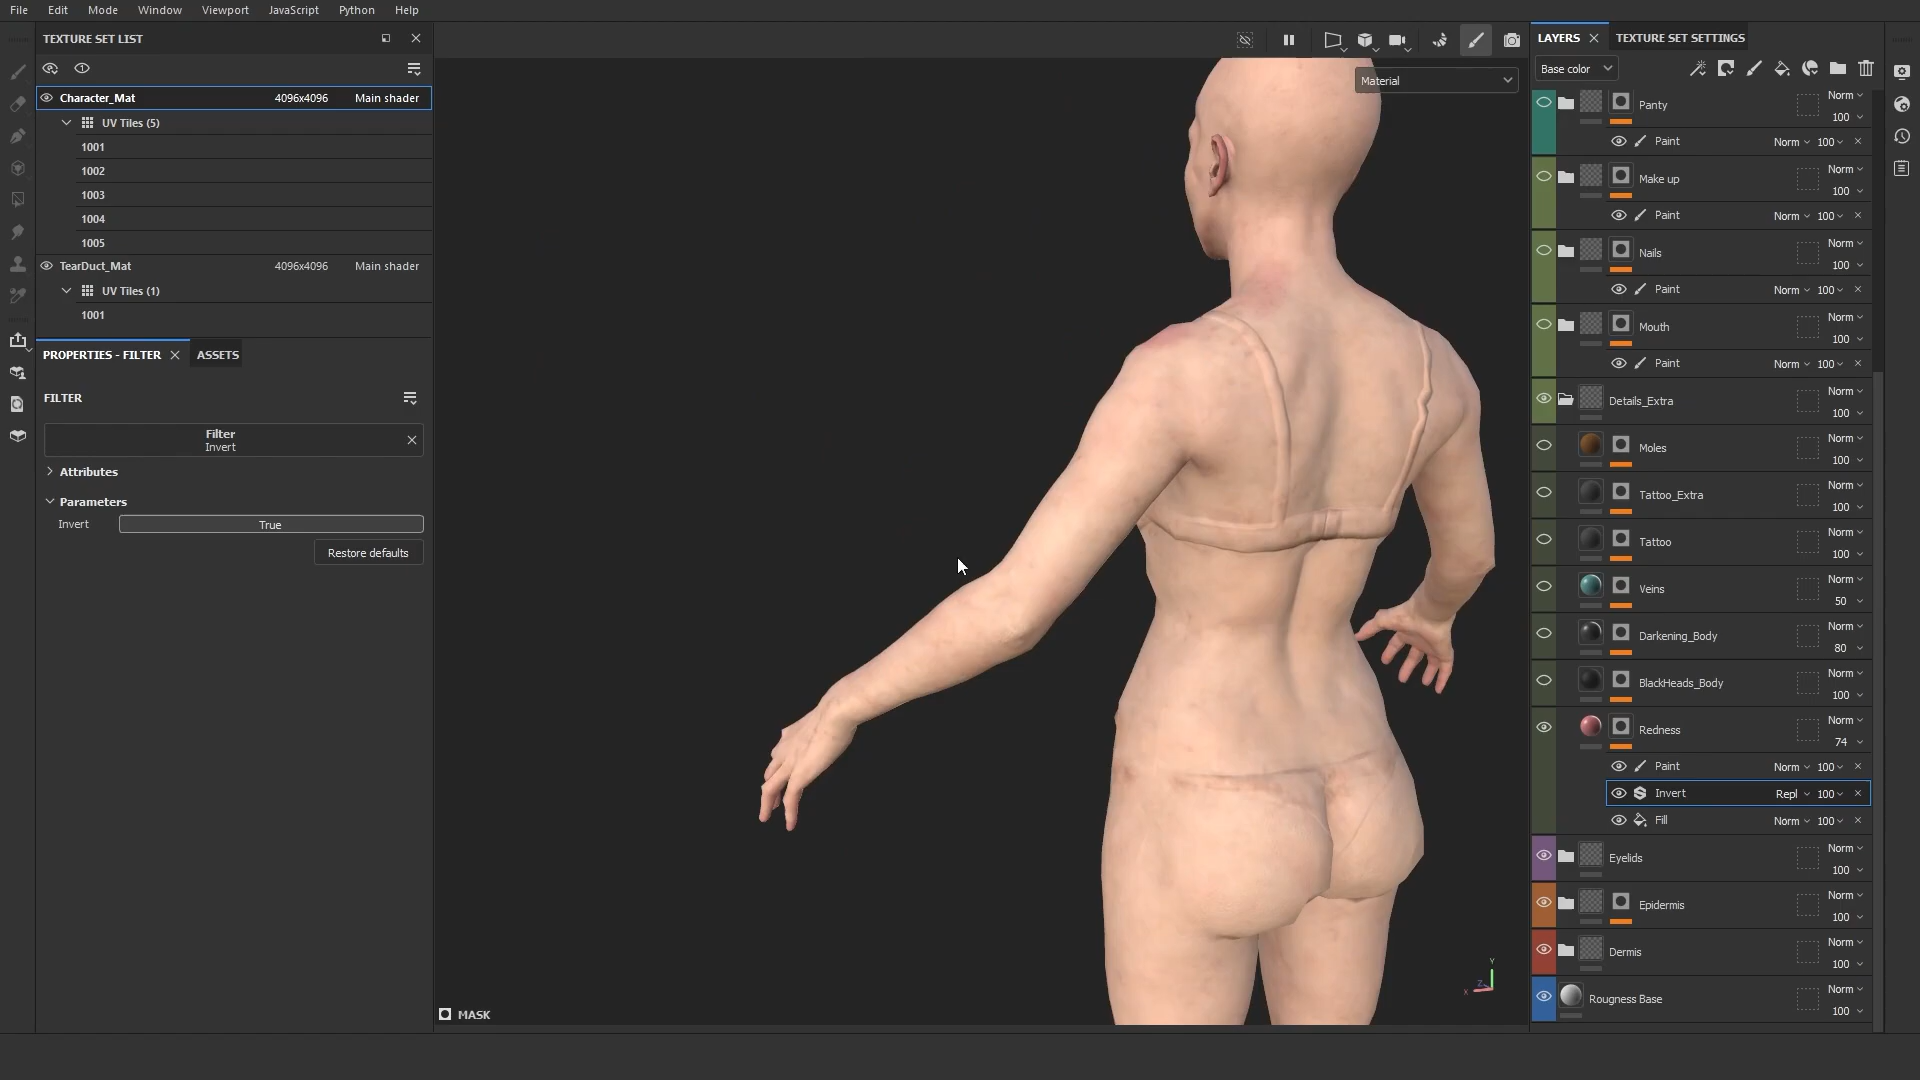 File Edit Mode Window Viewport JavaScript Python Help
TEXTURE SET LIST
Character_Mat 4096x4096 Main shader
UV Tiles (5)
1001
1002
1003
1004
1005
TearDuct_Mat 4096x4096 Main shader
UV Tiles (1)
1001
PROPERTIES - FILTER ASSETS
FILTER
Filter
Invert
Attributes
Parameters
Invert True
Restore defaults
Material
MASK
Y
X
Z
LAYERS TEXTURE SET SETTINGS
Base color
Panty Norm 100
Paint Norm 100
Make up Norm 100
Paint Norm 100
Nails Norm 100
Paint Norm 100
Mouth Norm 100
Paint Norm 100
Details_Extra Norm 100
Moles Norm 100
Tattoo_Extra Norm 100
Tattoo Norm 100
Veins Norm 50
Darkening_Body Norm 80
BlackHeads_Body Norm 100
Redness Norm 74
Paint Norm 100
Invert Repl 100
Fill Norm 100
Eyelids Norm 100
Epidermis Norm 100
Dermis Norm 100
Rougness Base Norm 100